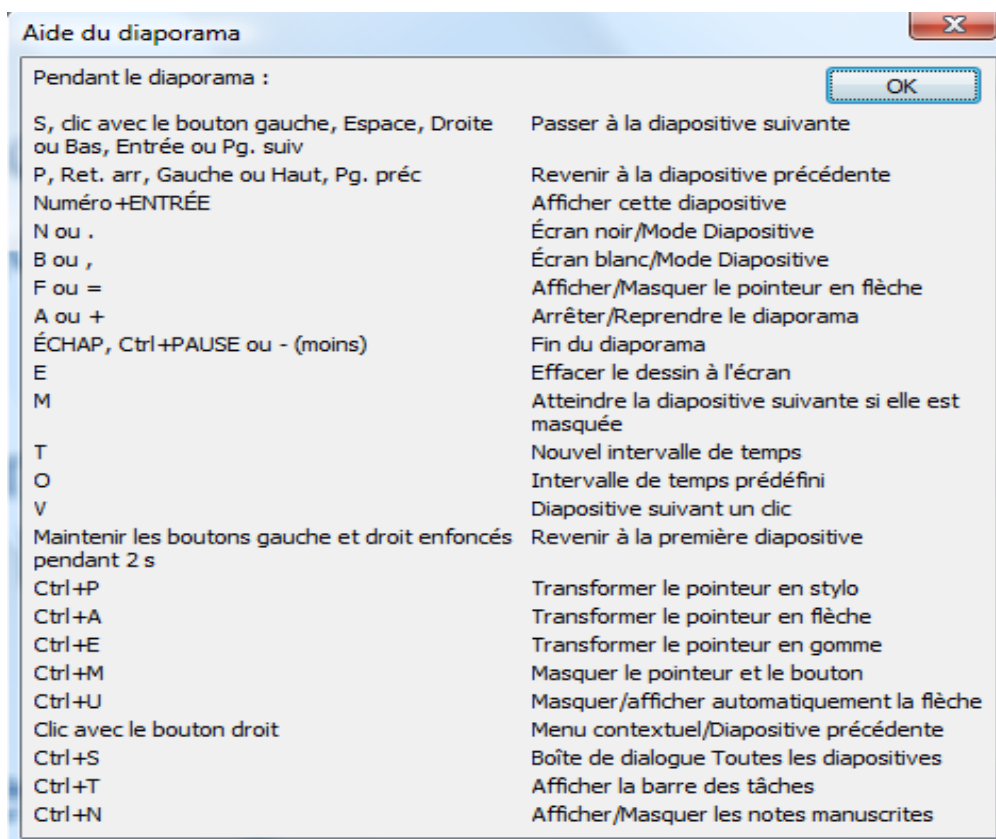 Aide du diaporama
Pendant le diaporama :
OK
S, clic avec le bouton gauche, Espace, Droite
ou Bas, Entrée ou Pg. suiv
Passer à la diapositive suivante
P, Ret. arr, Gauche ou Haut, Pg. préc
Revenir à la diapositive précédente
Numéro+ENTRÉE
Afficher cette diapositive
N ou .
Écran noir/Mode Diapositive
B ou ,
Écran blanc/Mode Diapositive
F ou =
Afficher/Masquer le pointeur en flèche
A ou +
Arrêter/Reprendre le diaporama
ÉCHAP, Ctrl+PAUSE ou - (moins)
Fin du diaporama
E
Effacer le dessin à l'écran
M
Atteindre la diapositive suivante si elle est
masquée
T
Nouvel intervalle de temps
O
Intervalle de temps prédéfini
V
Diapositive suivant un clic
Maintenir les boutons gauche et droit enfoncés
pendant 2 s
Revenir à la première diapositive
Ctrl+P
Transformer le pointeur en stylo
Ctrl+A
Transformer le pointeur en flèche
Ctrl+E
Transformer le pointeur en gomme
Ctrl+M
Masquer le pointeur et le bouton
Ctrl+U
Masquer/afficher automatiquement la flèche
Clic avec le bouton droit
Menu contextuel/Diapositive précédente
Ctrl+S
Boîte de dialogue Toutes les diapositives
Ctrl+T
Afficher la barre des tâches
Ctrl+N
Afficher/Masquer les notes manuscrites